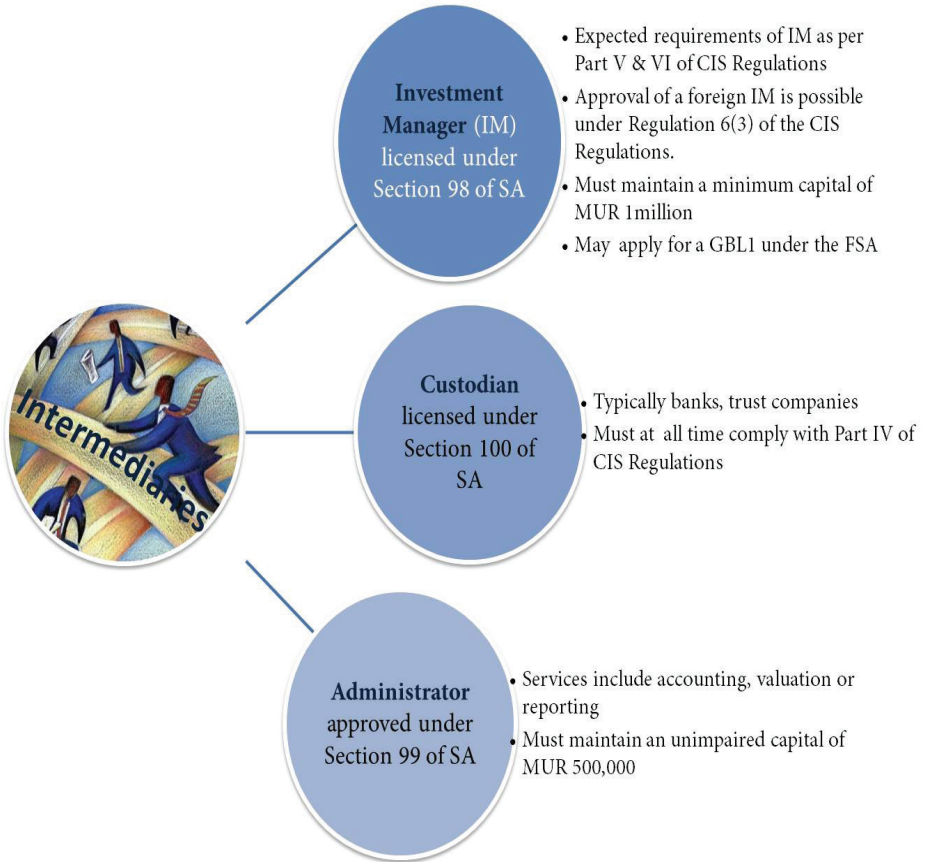 Intermediaries
Investment
Manager (IM)
licensed under
Section 98 of SA
• Expected requirements of IM as per
Part V & VI of CIS Regulations
• Approval of a foreign IM is possible
under Regulation 6(3) of the CIS
Regulations.
• Must maintain a minimum capital of
MUR 1million
• May apply for a GBL1 under the FSA
Custodian
licensed under
Section 100 of
SA
• Typically banks, trust companies
• Must at all time comply with Part IV of
CIS Regulations
Administrator
approved under
Section 99 of SA
• Services include accounting, valuation or
reporting
• Must maintain an unimpaired capital of
MUR 500,000